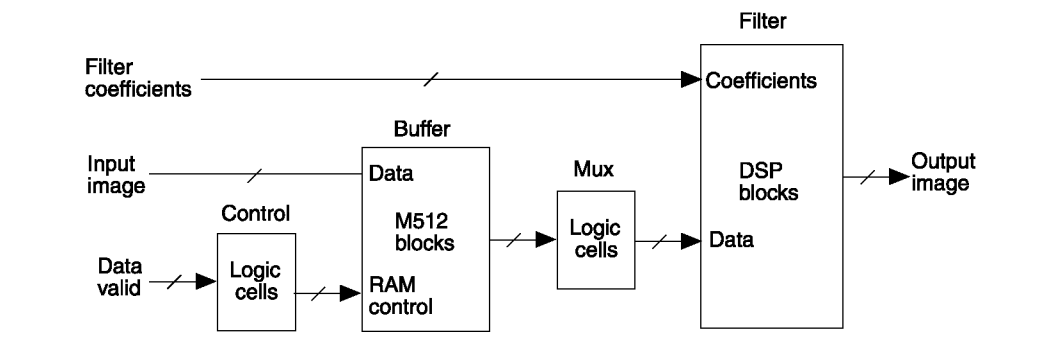 Filter
Filter
coefficients
Coefficients
Buffer
Input
image
Data
Mux
DSP
blocks
Output
image
Control
M512
blocks
Logic
cells
Data
Data
valid
Logic
cells
RAM
control